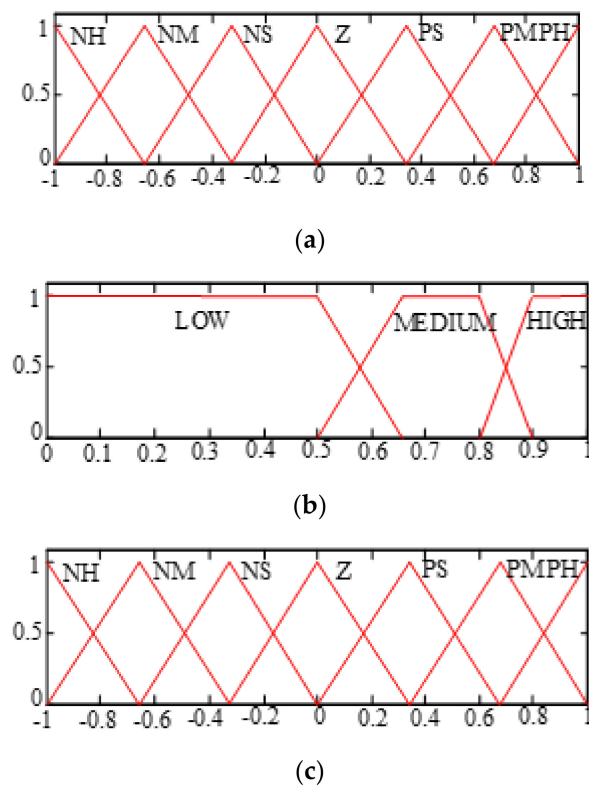 1 NH NM NS Z PS PMPH
0.5
0
-1 -0.8 -0.6 -0.4 -0.2 0 0.2 0.4 0.6 0.8 1
(a)
1
LOW MEDIUM HIGH
0.5
0
0 0.1 0.2 0.3 0.4 0.5 0.6 0.7 0.8 0.9 1
(b)
1 NH NM NS Z PS PMPH
0.5
0
-1 -0.8 -0.6 -0.4 -0.2 0 0.2 0.4 0.6 0.8 1
(c)